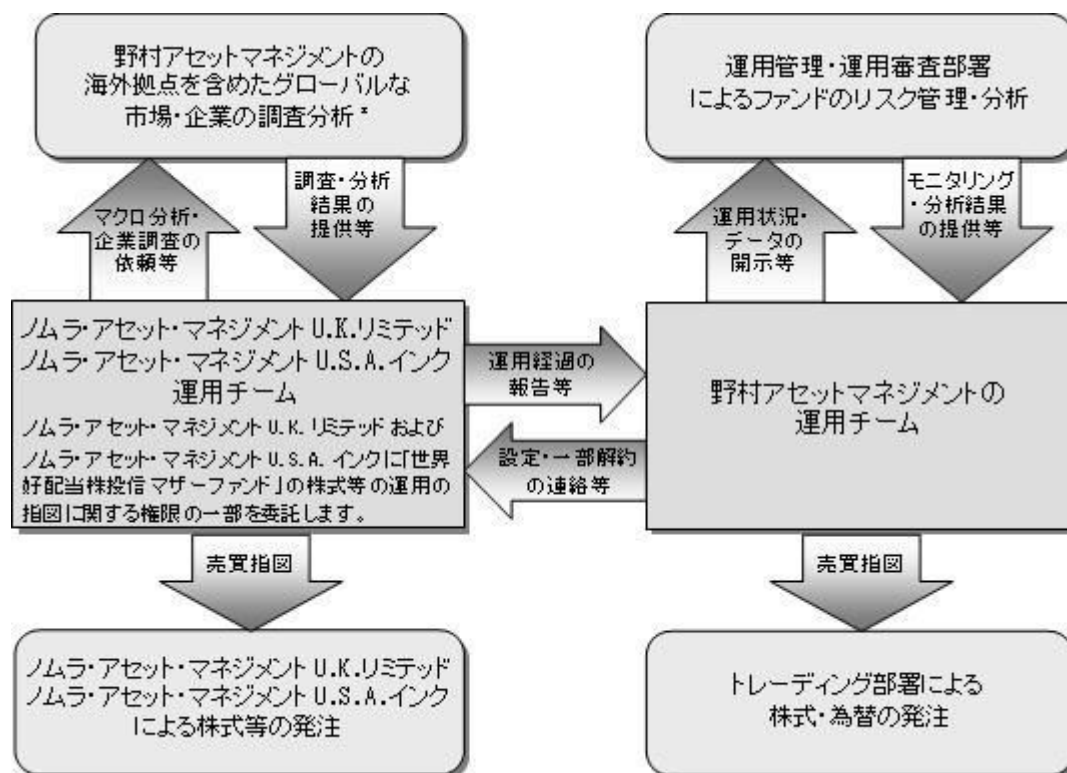 野村アセットマネジメントの
海外拠点を含めたグローバルな
市場・企業の調査分析*
運用管理・運用審査部署
によるファンドのリスク管理・分析
マクロ分析・
企業調査の
依頼等
調査・分析
結果の
提供等
運用状況・
データの
開示等
モニタリング
・分析結果
の提供等
ノムラ・アセット・マネジメントU.K.リミテッド
ノムラ・アセット・マネジメントU.S.A.インク
運用チーム
ノムラ・アセット・マネジメントU.K.リミテッドおよび
ノムラ・アセット・マネジメントU.S.A.インクに「世界
好配当株投信 マザーファンド」の株式等の運用の
指図に関する権限の一部を委託します。
運用経過の
報告等
設定・一部解約
の連絡等
野村アセットマネジメントの
運用チーム
売買指図
売買指図
ノムラ・アセット・マネジメントU.K.リミテッド
ノムラ・アセット・マネジメントU.S.A.インク
による株式等の発注
トレーディング部署による
株式・為替の発注